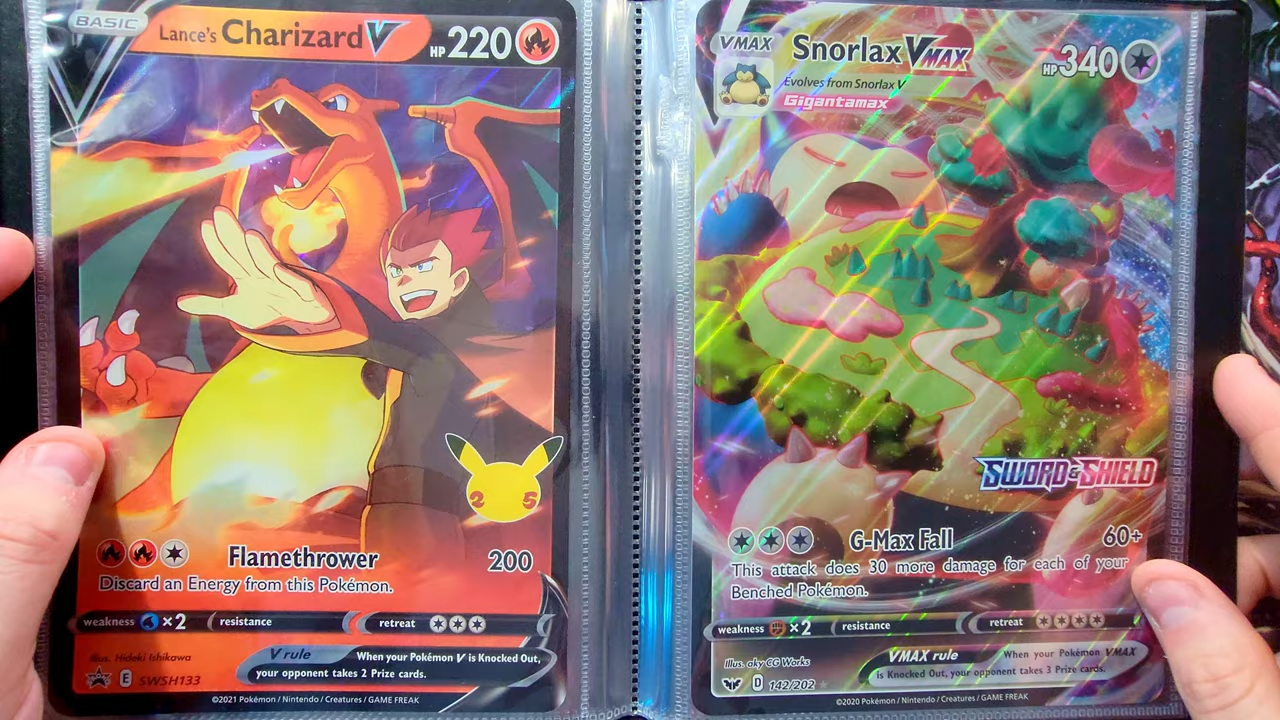 BASIC
Lance's Charizard V
HP 220
25
Flamethrower 200
Discard an Energy from this Pokémon.
weakness ×2 resistance retreat
Illus. Hideki Ishikawa
E SWSH133
V rule
When your Pokémon V is Knocked Out,
your opponent takes 2 Prize cards.
©2021 Pokémon / Nintendo / Creatures / GAME FREAK
VMAX
Snorlax VMAX
HP 340
Evolves from Snorlax V
Gigantamax
SWORD & SHIELD
G-Max Fall 60+
This attack does 30 more damage for each of your
Benched Pokémon.
weakness ×2 resistance retreat
Illus. aky CG Works
D 142/202
VMAX rule
When your Pokémon VMAX
is Knocked Out, your opponent takes 3 Prize cards.
©2020 Pokémon / Nintendo / Creatures / GAME FREAK